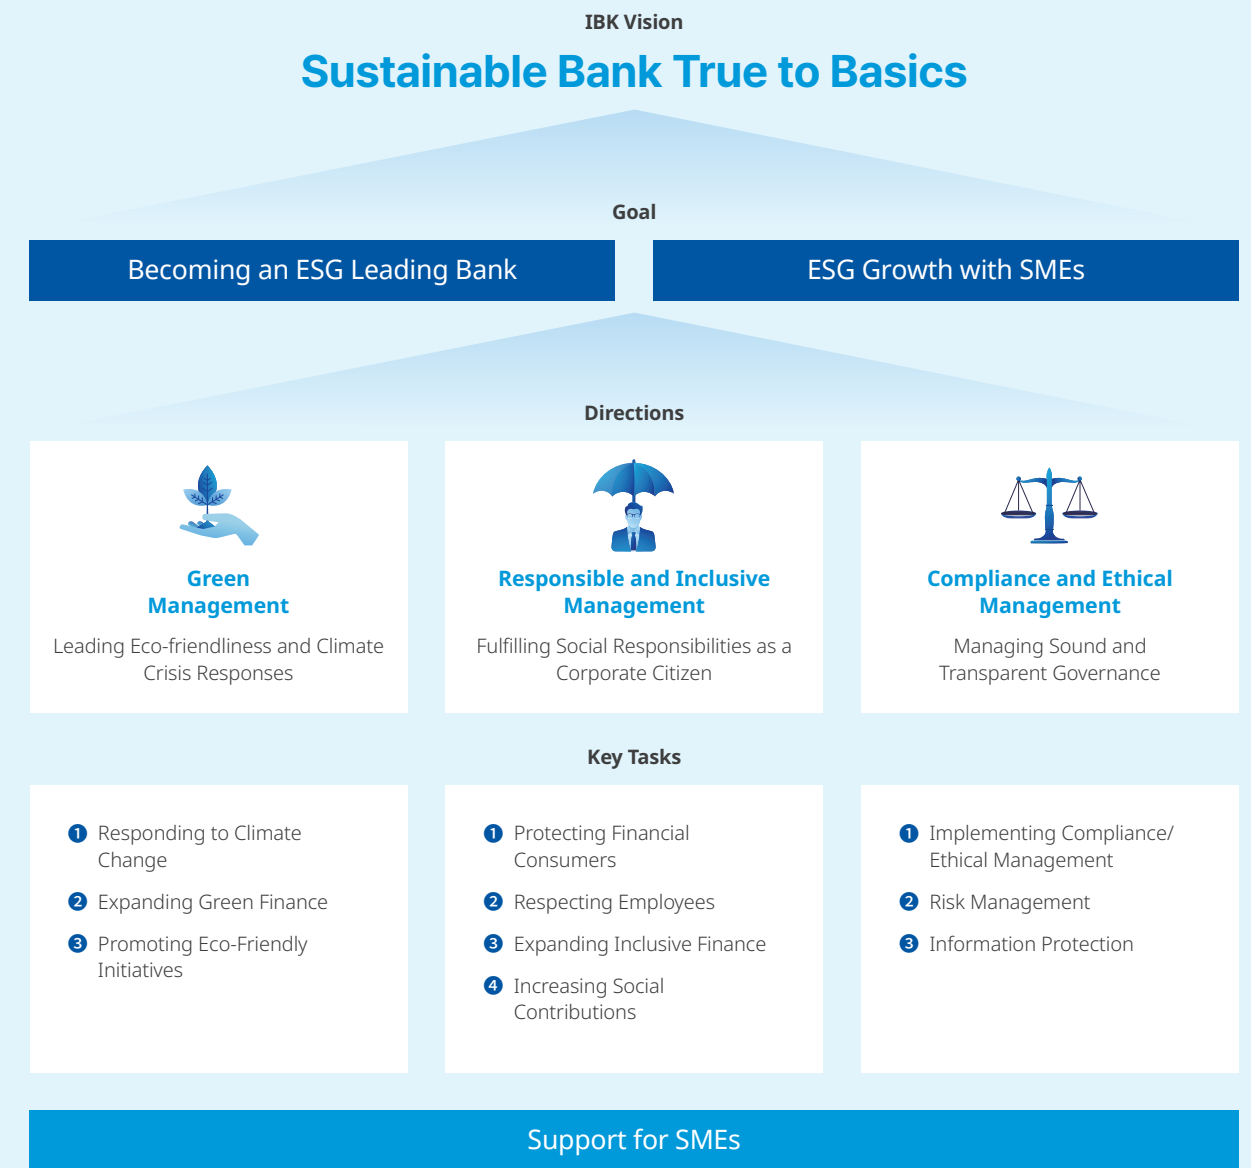 IBK Vision
Sustainable Bank True to Basics
Goal
Becoming an ESG Leading Bank
ESG Growth with SMEs
Directions
Green
Management
Leading Eco-friendliness and Climate
Crisis Responses
Responsible and Inclusive
Management
Fulfilling Social Responsibilities as a
Corporate Citizen
Compliance and Ethical
Management
Managing Sound and
Transparent Governance
Key Tasks
1 Responding to Climate
Change
2 Expanding Green Finance
3 Promoting Eco-Friendly
Initiatives
1 Protecting Financial
Consumers
2 Respecting Employees
3 Expanding Inclusive Finance
4 Increasing Social
Contributions
1 Implementing Compliance/
Ethical Management
2 Risk Management
3 Information Protection
Support for SMEs